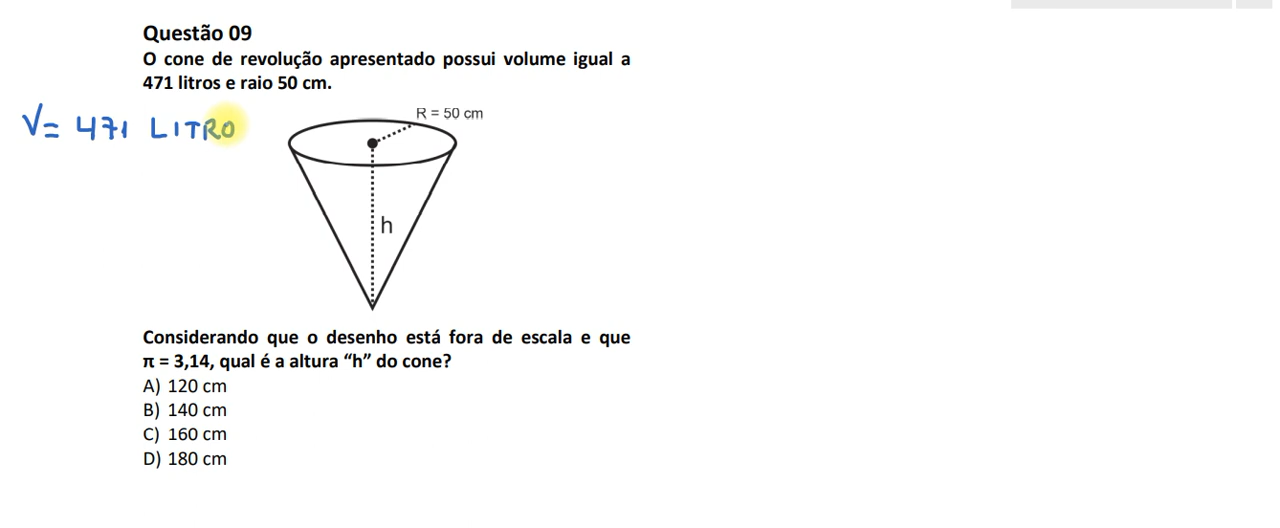 Questão 09
O cone de revolução apresentado possui volume igual a
471 litros e raio 50 cm.
R = 50 cm
V= 471 LITRO
h
Considerando que o desenho está fora de escala e que
π = 3,14, qual é a altura “h” do cone?
A) 120 cm
B) 140 cm
C) 160 cm
D) 180 cm